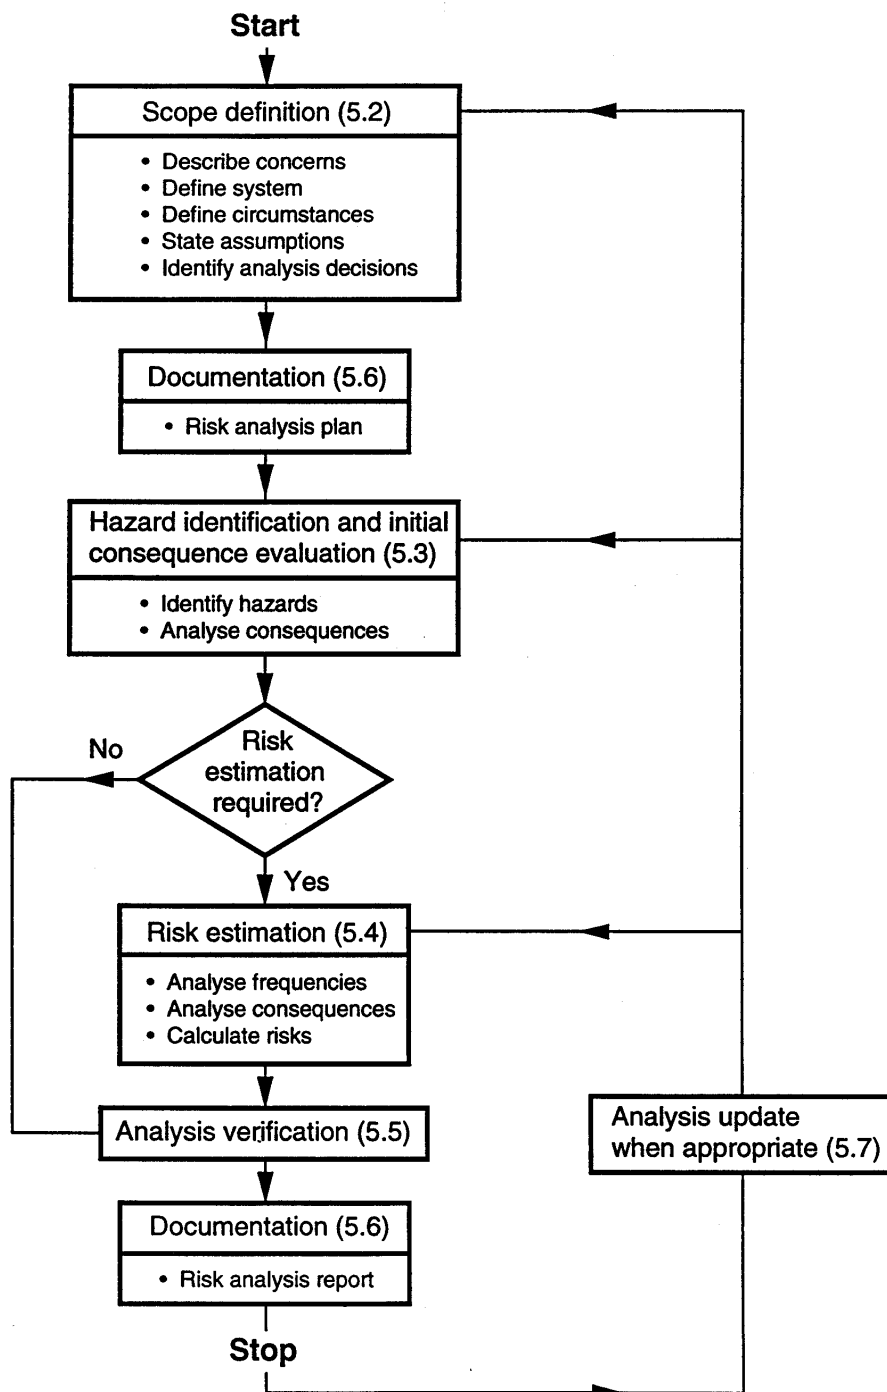 Start
Scope definition (5.2)
• Describe concerns
• Define system
• Define circumstances
• State assumptions
• Identify analysis decisions
Documentation (5.6)
• Risk analysis plan
Hazard identification and initial
consequence evaluation (5.3)
• Identify hazards
• Analyse consequences
No
Risk
estimation
required?
Yes
Risk estimation (5.4)
• Analyse frequencies
• Analyse consequences
• Calculate risks
Analysis verification (5.5)
Analysis update
when appropriate (5.7)
Documentation (5.6)
• Risk analysis report
Stop